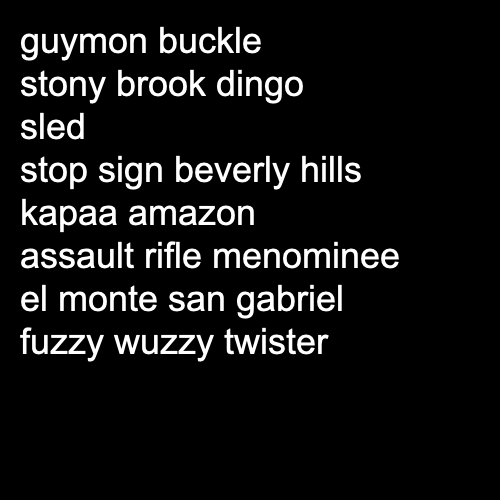 guymon buckle
stony brook dingo
sled
stop sign beverly hills
kapaa amazon
assault rifle menominee
el monte san gabriel
fuzzy wuzzy twister